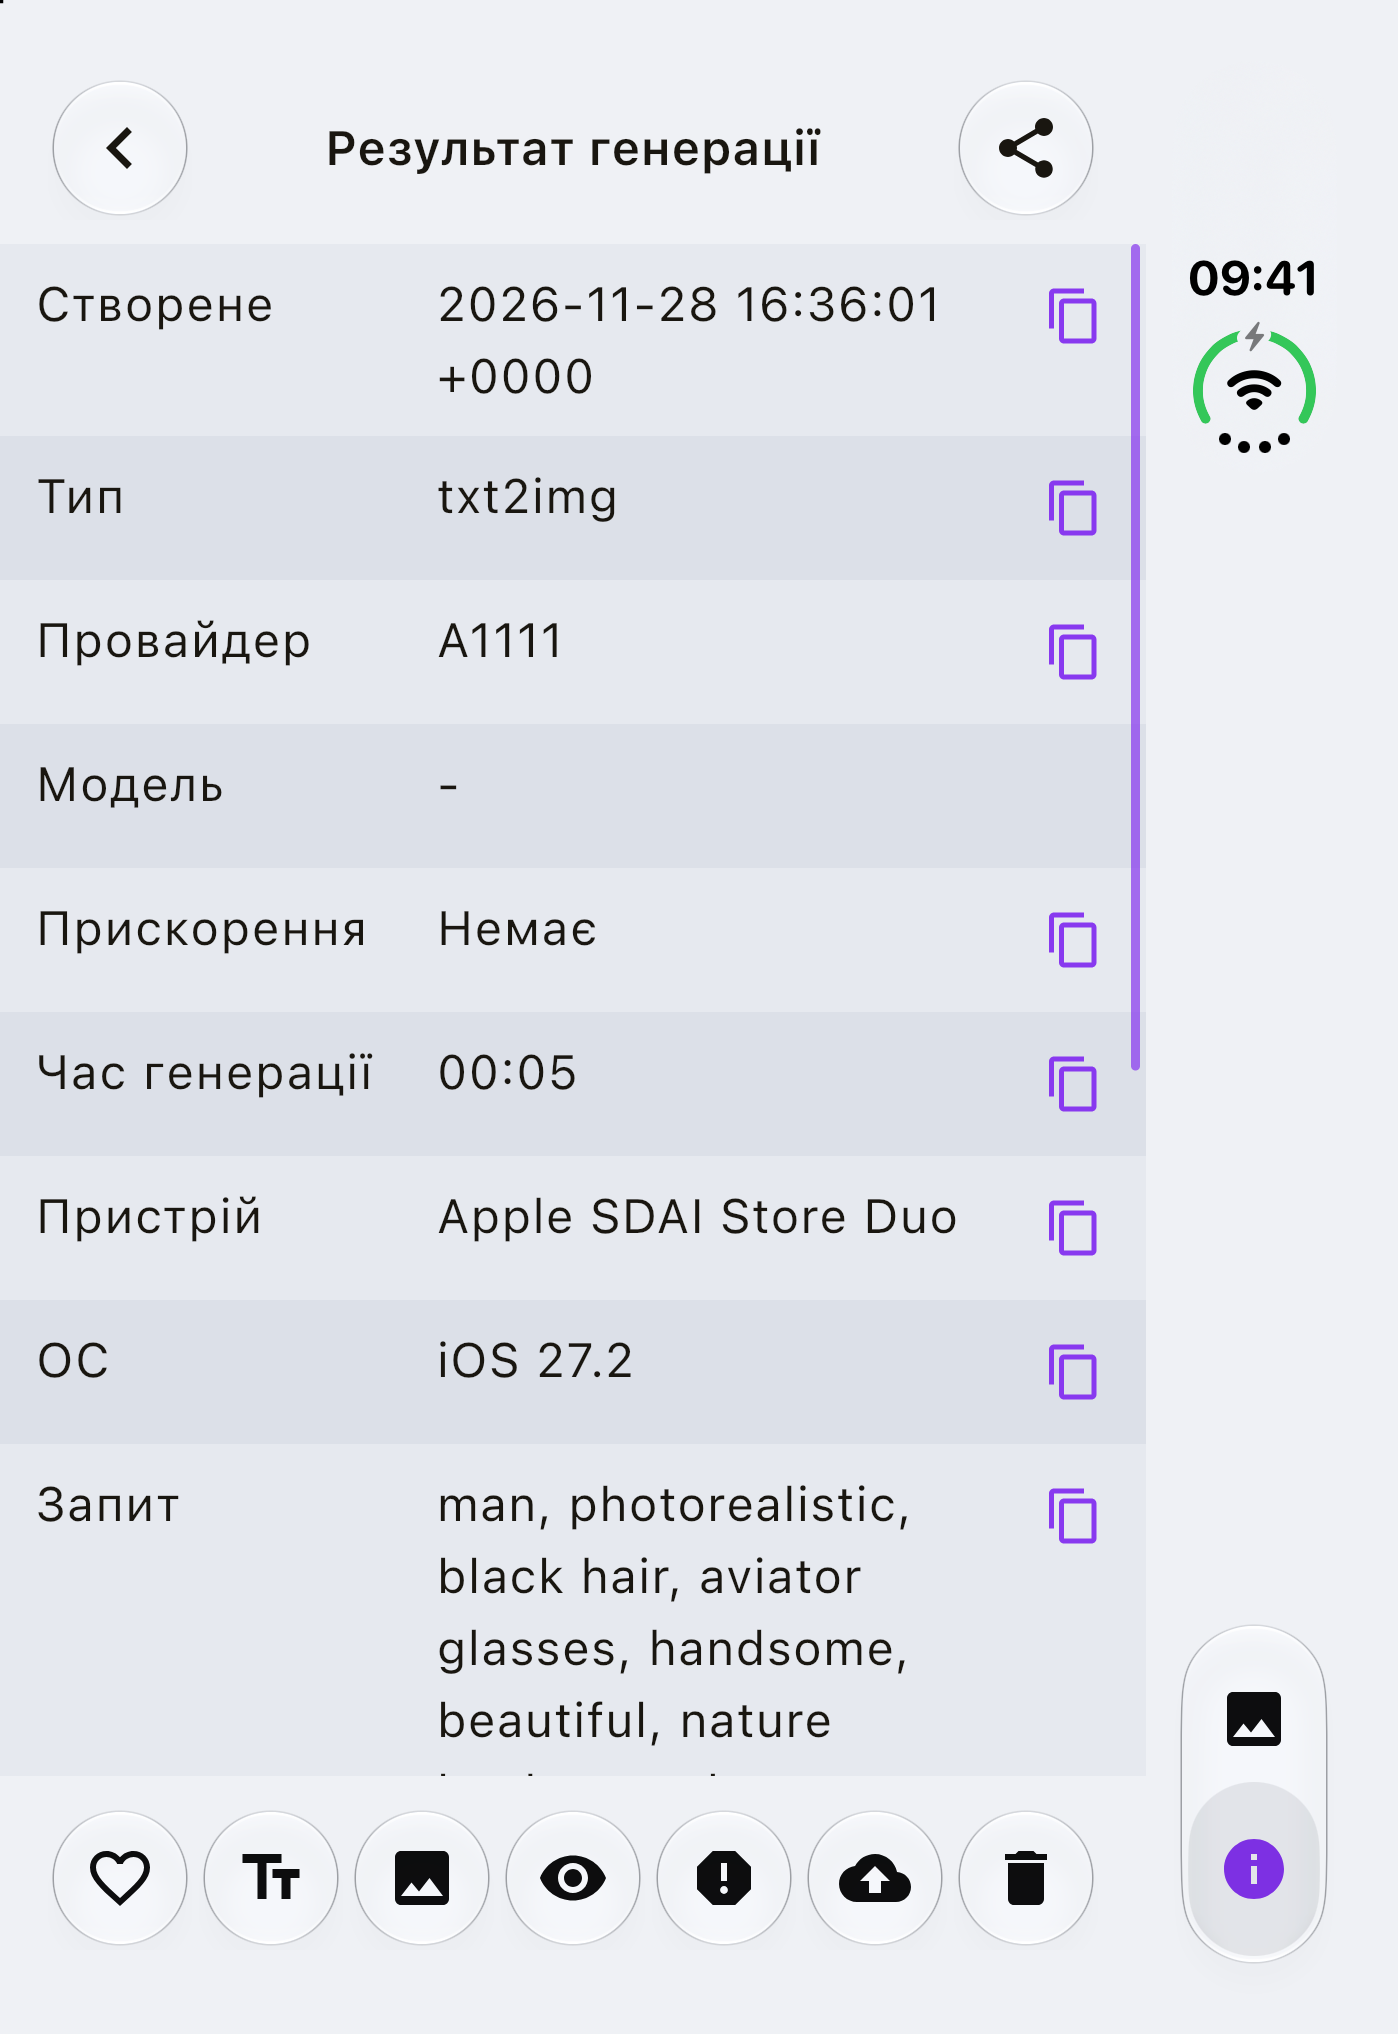 Результат генерації
09:41
Створене
2026-11-28 16:36:01
+0000
Тип
txt2img
Провайдер
A1111
Модель
-
Прискорення
Немає
Час генерації
00:05
Пристрій
Apple SDAI Store Duo
ОС
iOS 27.2
Запит
man, photorealistic,
black hair, aviator
glasses, handsome,
beautiful, nature